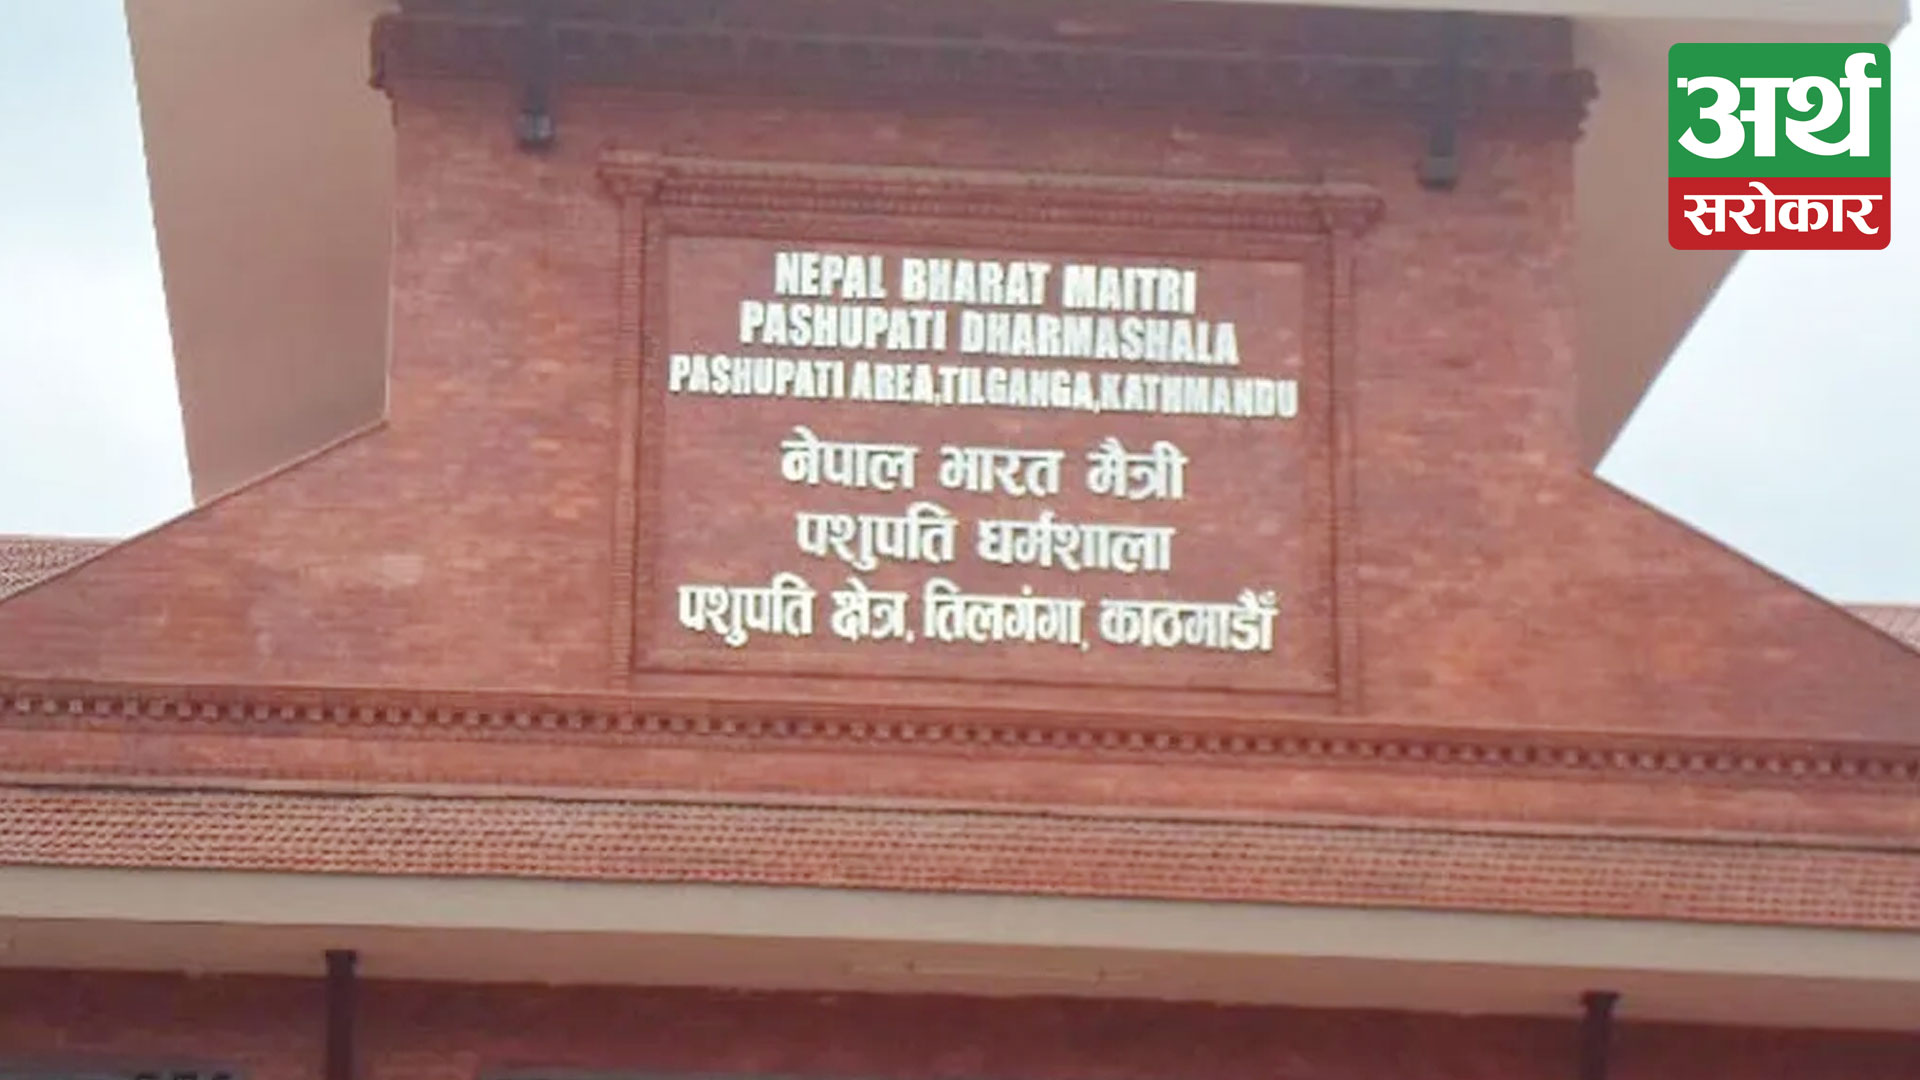 अर्थ
सरोकार
NEPAL BHARAT MAITRI
PASHUPATI DHARMASHALA
PASHUPATI AREA,TILGANGA,KATHMANDU
नेपाल भारत मैत्री
पशुपति धर्मशाला
पशुपति क्षेत्र, तिलगंगा, काठमाडौँ